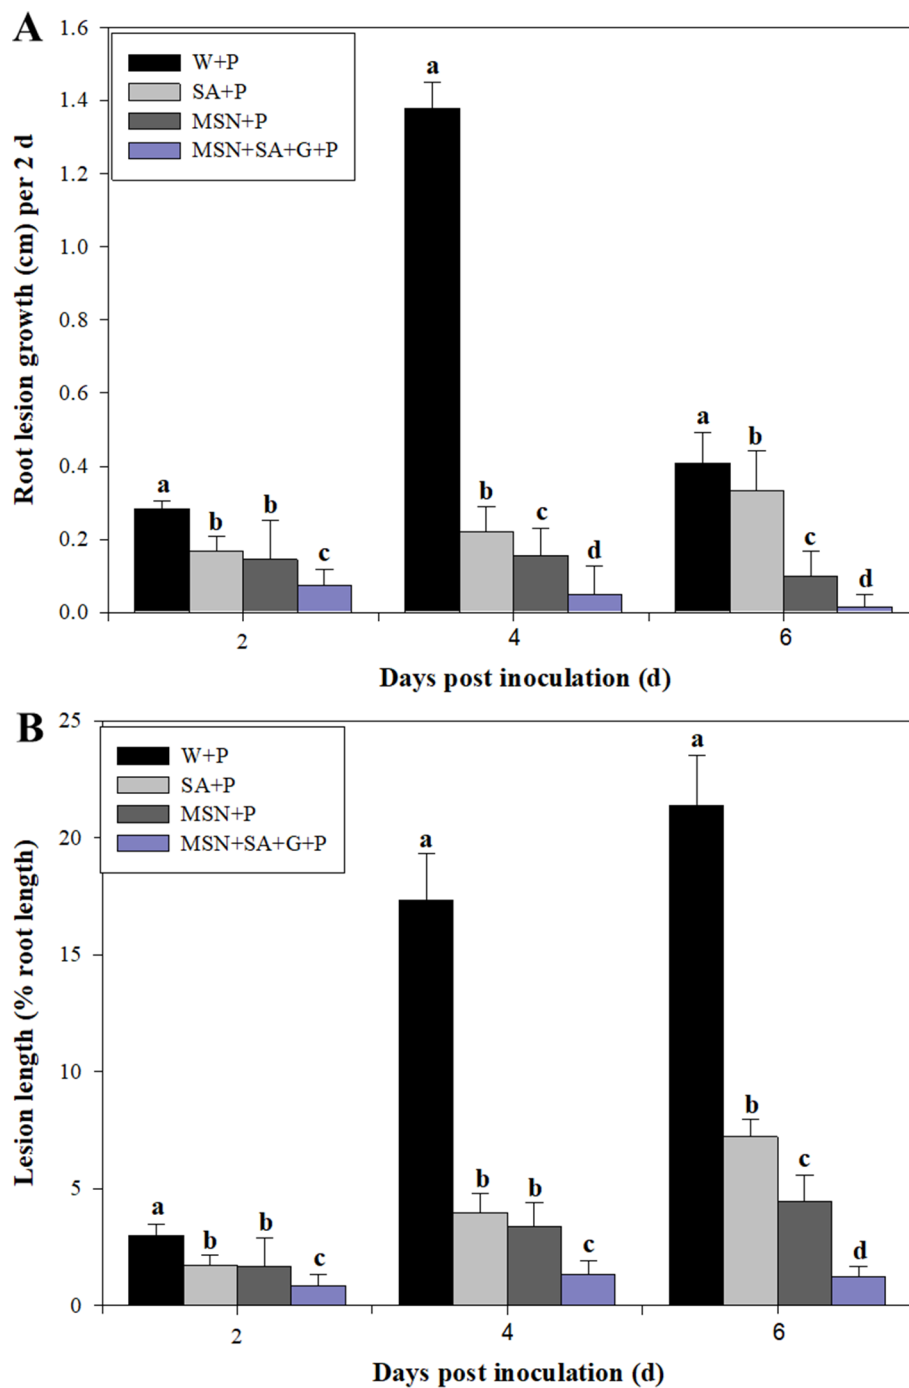 A
Root lesion growth (cm) per 2 d
1.6
1.4
1.2
1.0
0.8
0.6
0.4
0.2
0.0
W+P
SA+P
MSN+P
MSN+SA+G+P
a
b
b
c
a
b
c
d
a
b
c
d
2
4
6
Days post inoculation (d)
B
Lesion length (% root length)
25
20
15
10
5
0
W+P
SA+P
MSN+P
MSN+SA+G+P
a
b
b
c
a
b
b
c
a
b
c
d
2
4
6
Days post inoculation (d)